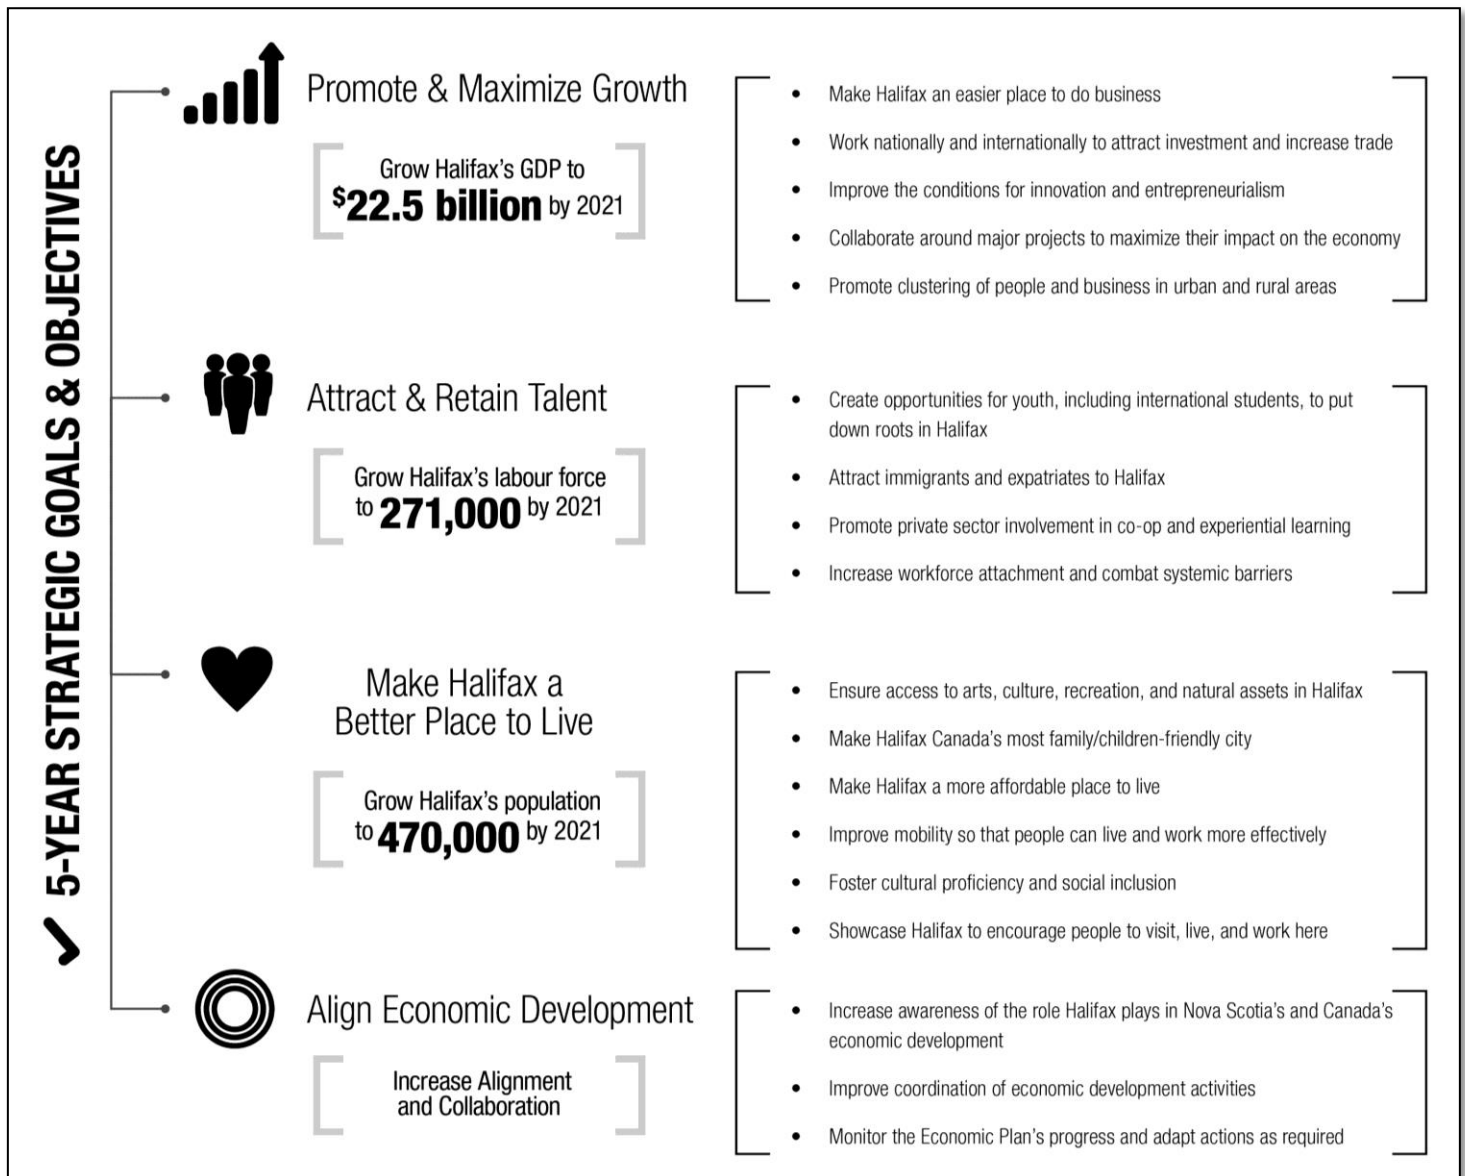 5-YEAR STRATEGIC GOALS & OBJECTIVES
Promote & Maximize Growth
Grow Halifax's GDP to
$22.5 billion by 2021
• Make Halifax an easier place to do business
• Work nationally and internationally to attract investment and increase trade
• Improve the conditions for innovation and entrepreneurialism
• Collaborate around major projects to maximize their impact on the economy
• Promote clustering of people and business in urban and rural areas
Attract & Retain Talent
Grow Halifax's labour force
to 271,000 by 2021
• Create opportunities for youth, including international students, to put
down roots in Halifax
• Attract immigrants and expatriates to Halifax
• Promote private sector involvement in co-op and experiential learning
• Increase workforce attachment and combat systemic barriers
Make Halifax a
Better Place to Live
Grow Halifax's population
to 470,000 by 2021
• Ensure access to arts, culture, recreation, and natural assets in Halifax
• Make Halifax Canada's most family/children-friendly city
• Make Halifax a more affordable place to live
• Improve mobility so that people can live and work more effectively
• Foster cultural proficiency and social inclusion
• Showcase Halifax to encourage people to visit, live, and work here
Align Economic Development
Increase Alignment
and Collaboration
• Increase awareness of the role Halifax plays in Nova Scotia's and Canada's
economic development
• Improve coordination of economic development activities
• Monitor the Economic Plan's progress and adapt actions as required